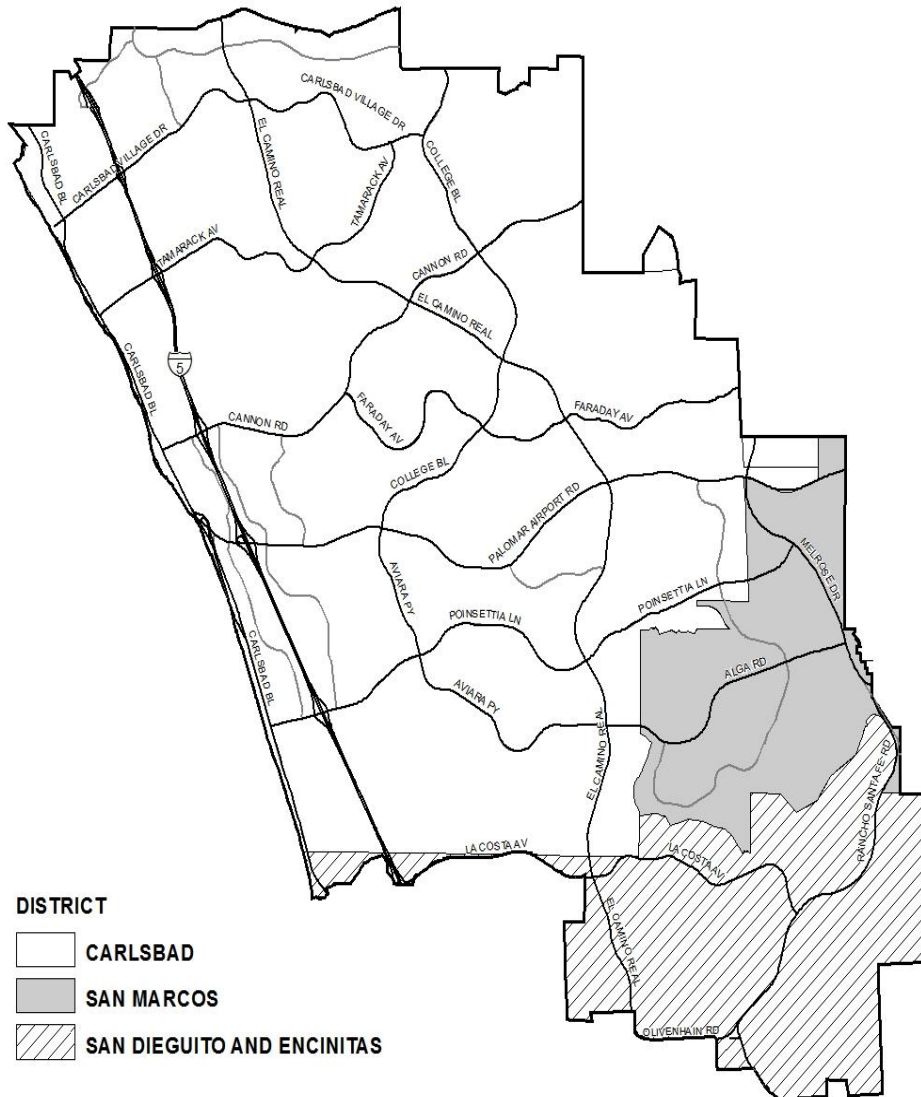 CARLSBAD VILLAGE DR
CARLSBAD BL
CARLSBAD VILLAGE DR
EL CAMINO REAL
TAMARACK AV
COLLEGE BL
TAMARACK AV
CANNON RD
EL CAMINO REAL
CARLSBAD BL
5
CANNON RD
FARADAY AV
FARADAY AV
COLLEGE BL
PALOMAR AIRPORT RD
MELROSE DR
AVIARA PY
POINSETTIA LN
POINSETTIA LN
CARLSBAD BL
AVIARA PY
ALGA RD
EL CAMINO REAL
RANCHO SANTA FE RD
LA COSTA AV
LA COSTA AV
EL CAMINO REAL
OLIVENHAIN RD
DISTRICT
CARLSBAD
SAN MARCOS
SAN DIEGUITO AND ENCINITAS